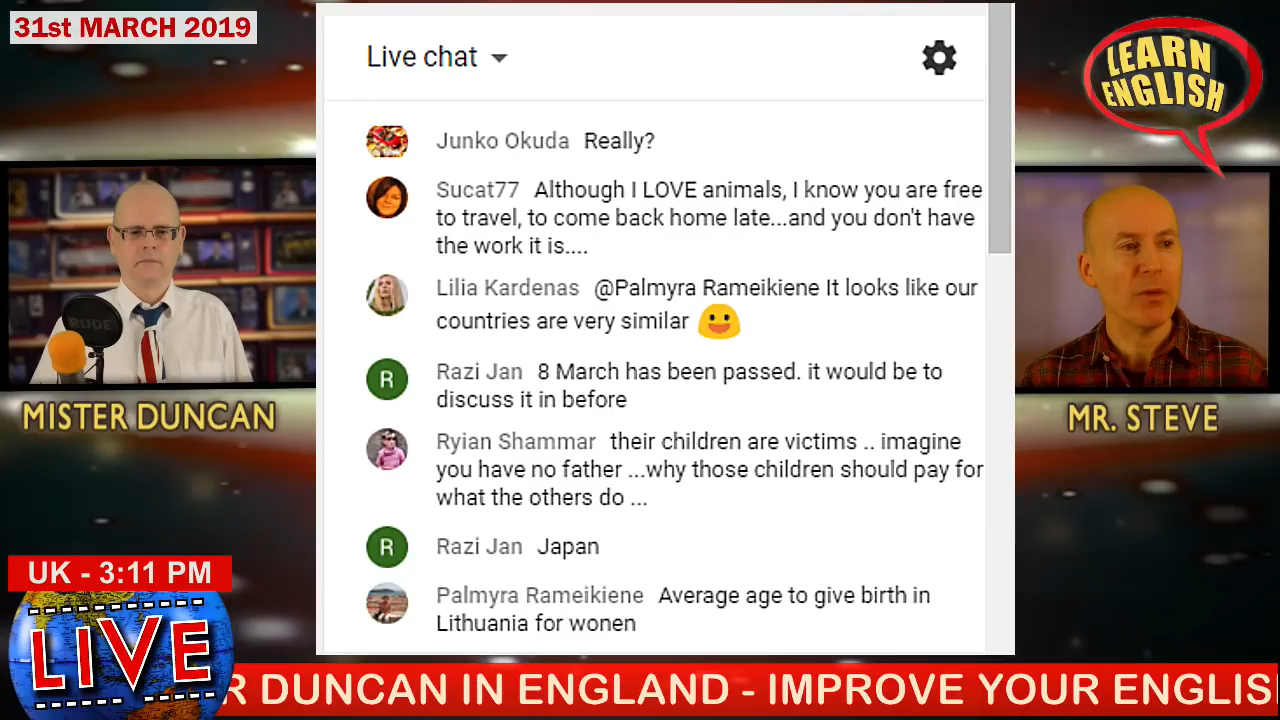 31st MARCH 2019
LEARN
ENGLISH
Live chat
Junko Okuda Really?
Sucat77 Although I LOVE animals, I know you are free
to travel, to come back home late...and you don't have
the work it is....
Lilia Kardenas @Palmyra Rameikiene It looks like our
countries are very similar
R Razi Jan 8 March has been passed. it would be to
discuss it in before
Ryian Shammar their children are victims .. imagine
you have no father ...why those children should pay for
what the others do ...
R Razi Jan Japan
Palmyra Rameikiene Average age to give birth in
Lithuania for wonen
RODE
MISTER DUNCAN
MR. STEVE
UK - 3:11 PM
LIVE
R DUNCAN IN ENGLAND - IMPROVE YOUR ENGLIS